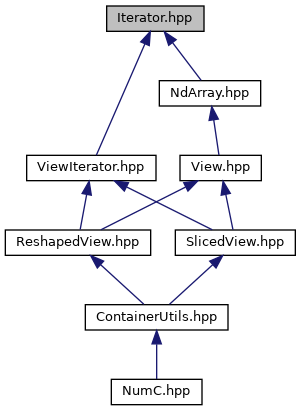 Iterator.hpp
NdArray.hpp
ViewIterator.hpp
View.hpp
ReshapedView.hpp
SlicedView.hpp
ContainerUtils.hpp
NumC.hpp